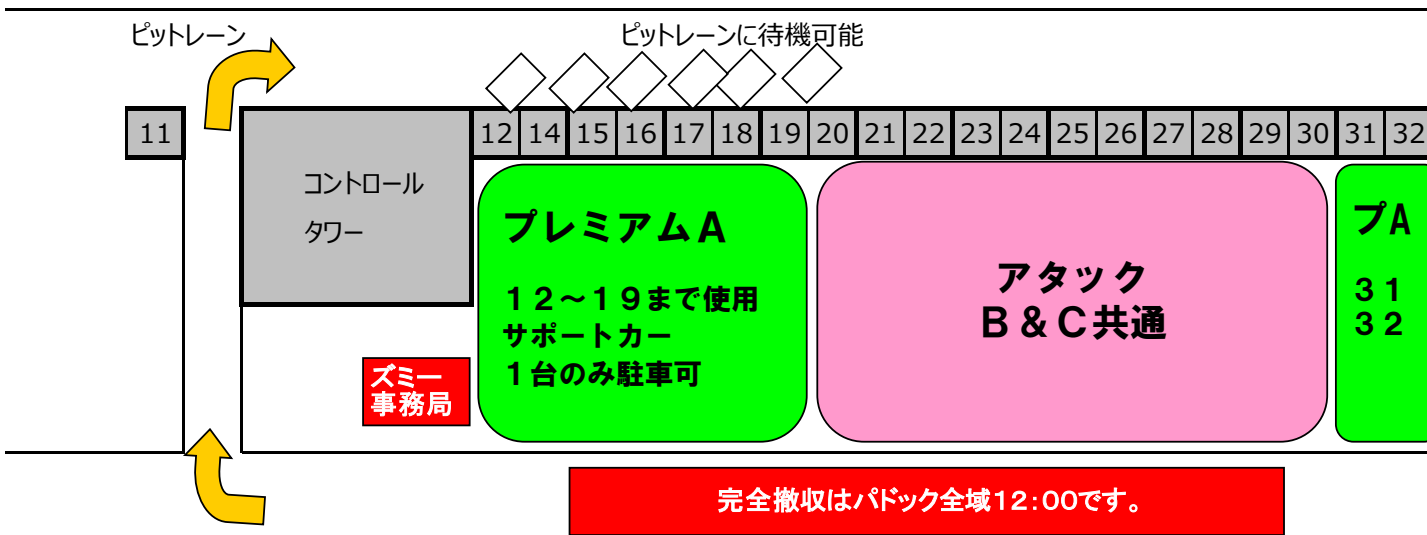 ピットレーン
ピットレーンに待機可能
11
12 14 15 16 17 18 19 20 21 22 23 24 25 26 27 28 29 30 31 32
コントロール
タワー
プレミアムA
12～19まで使用
サポートカー
1台のみ駐車可
アタック
B&C共通
プA
31
32
ズミー
事務局
完全撤収はパドック全域12:00です。